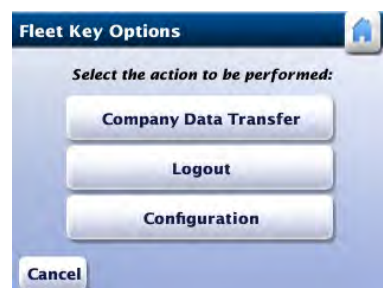 Fleet Key Options
Select the action to be performed:
Company Data Transfer
Logout
Configuration
Cancel